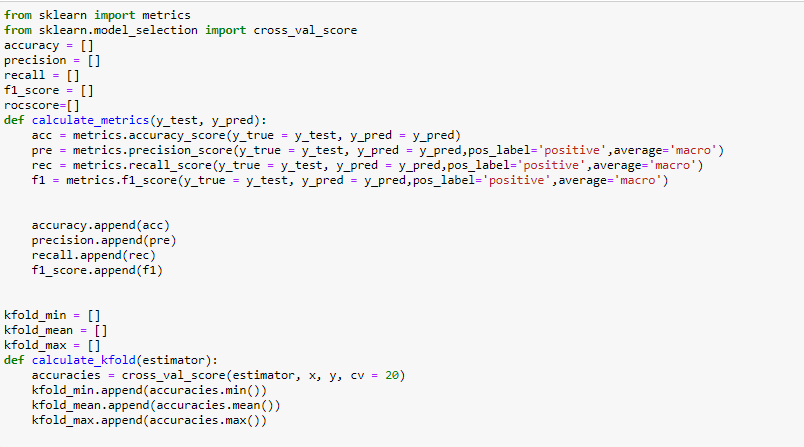 from sklearn import metrics
from sklearn.model_selection import cross_val_score
accuracy = []
precision = []
recall = []
f1_score = []
rocscore=[]
def calculate_metrics(y_test, y_pred):
    acc = metrics.accuracy_score(y_true = y_test, y_pred = y_pred)
    pre = metrics.precision_score(y_true = y_test, y_pred = y_pred,pos_label='positive',average='macro')
    rec = metrics.recall_score(y_true = y_test, y_pred = y_pred,pos_label='positive',average='macro')
    f1 = metrics.f1_score(y_true = y_test, y_pred = y_pred,pos_label='positive',average='macro')
    accuracy.append(acc)
    precision.append(pre)
    recall.append(rec)
    f1_score.append(f1)
kfold_min = []
kfold_mean = []
kfold_max = []
def calculate_kfold(estimator):
    accuracies = cross_val_score(estimator, x, y, cv = 20)
    kfold_min.append(accuracies.min())
    kfold_mean.append(accuracies.mean())
    kfold_max.append(accuracies.max())